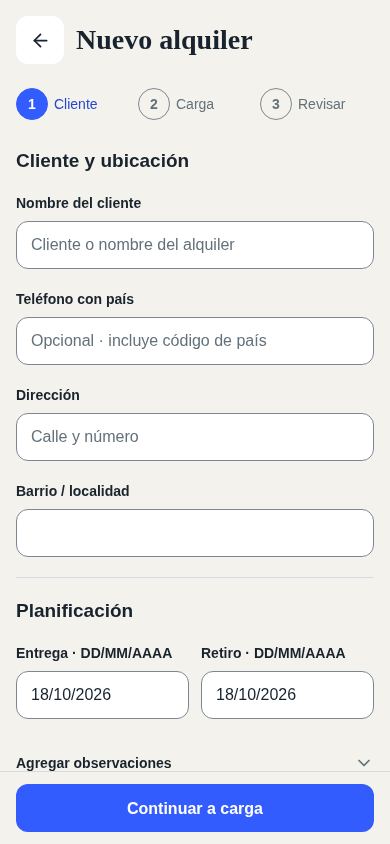 Nuevo alquiler
1 Cliente 2 Carga 3 Revisar
Cliente y ubicación
Nombre del cliente
Cliente o nombre del alquiler
Teléfono con país
Opcional · incluye código de país
Dirección
Calle y número
Barrio / localidad
Planificación
Entrega · DD/MM/AAAA Retiro · DD/MM/AAAA
18/10/2026 18/10/2026
Agregar observaciones
Continuar a carga